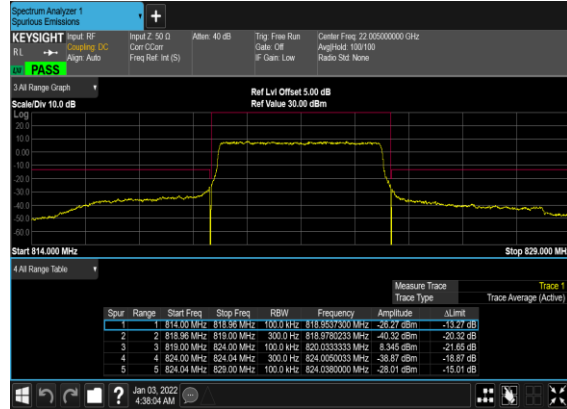 Spectrum Analyzer 1
Spurious Emissions
KEYSIGHT Input: RF Input Z: 50 Ω Atten: 40 dB Trig: Free Run Center Freq: 22.005000000 GHz
RL Coupling: DC Corr CCorr Gate: Off Avg|Hold: 100/100
Align: Auto Freq Ref: Int (S) IF Gain: Low Radio Std: None
LW PASS
3 All Range Graph Ref Lvl Offset 5.00 dB
Scale/Div 10.0 dB Ref Value 30.00 dBm
Log
20.0
10.0
0.00
-10.0
-20.0
-30.0
-40.0
-50.0
-60.0
Start 814.000 MHz Stop 829.000 MH
4 All Range Table
Measure Trace Trace 1
Trace Type Trace Average (Active)
Spur Range Start Freq Stop Freq RBW Frequency Amplitude ΔLimit
1 1 814.00 MHz 818.96 MHz 100.0 kHz 818.9537300 MHz -26.27 dBm -13.27 dB
2 2 818.96 MHz 819.00 MHz 300.0 Hz 818.9780233 MHz -40.32 dBm -20.32 dB
3 3 819.00 MHz 824.00 MHz 100.0 kHz 820.0333333 MHz 8.345 dBm -21.65 dB
4 4 824.00 MHz 824.04 MHz 300.0 Hz 824.0050033 MHz -38.87 dBm -18.87 dB
5 5 824.04 MHz 829.00 MHz 100.0 kHz 824.0380000 MHz -28.01 dBm -15.01 dB
Jan 03, 2022
4:38:04 AM